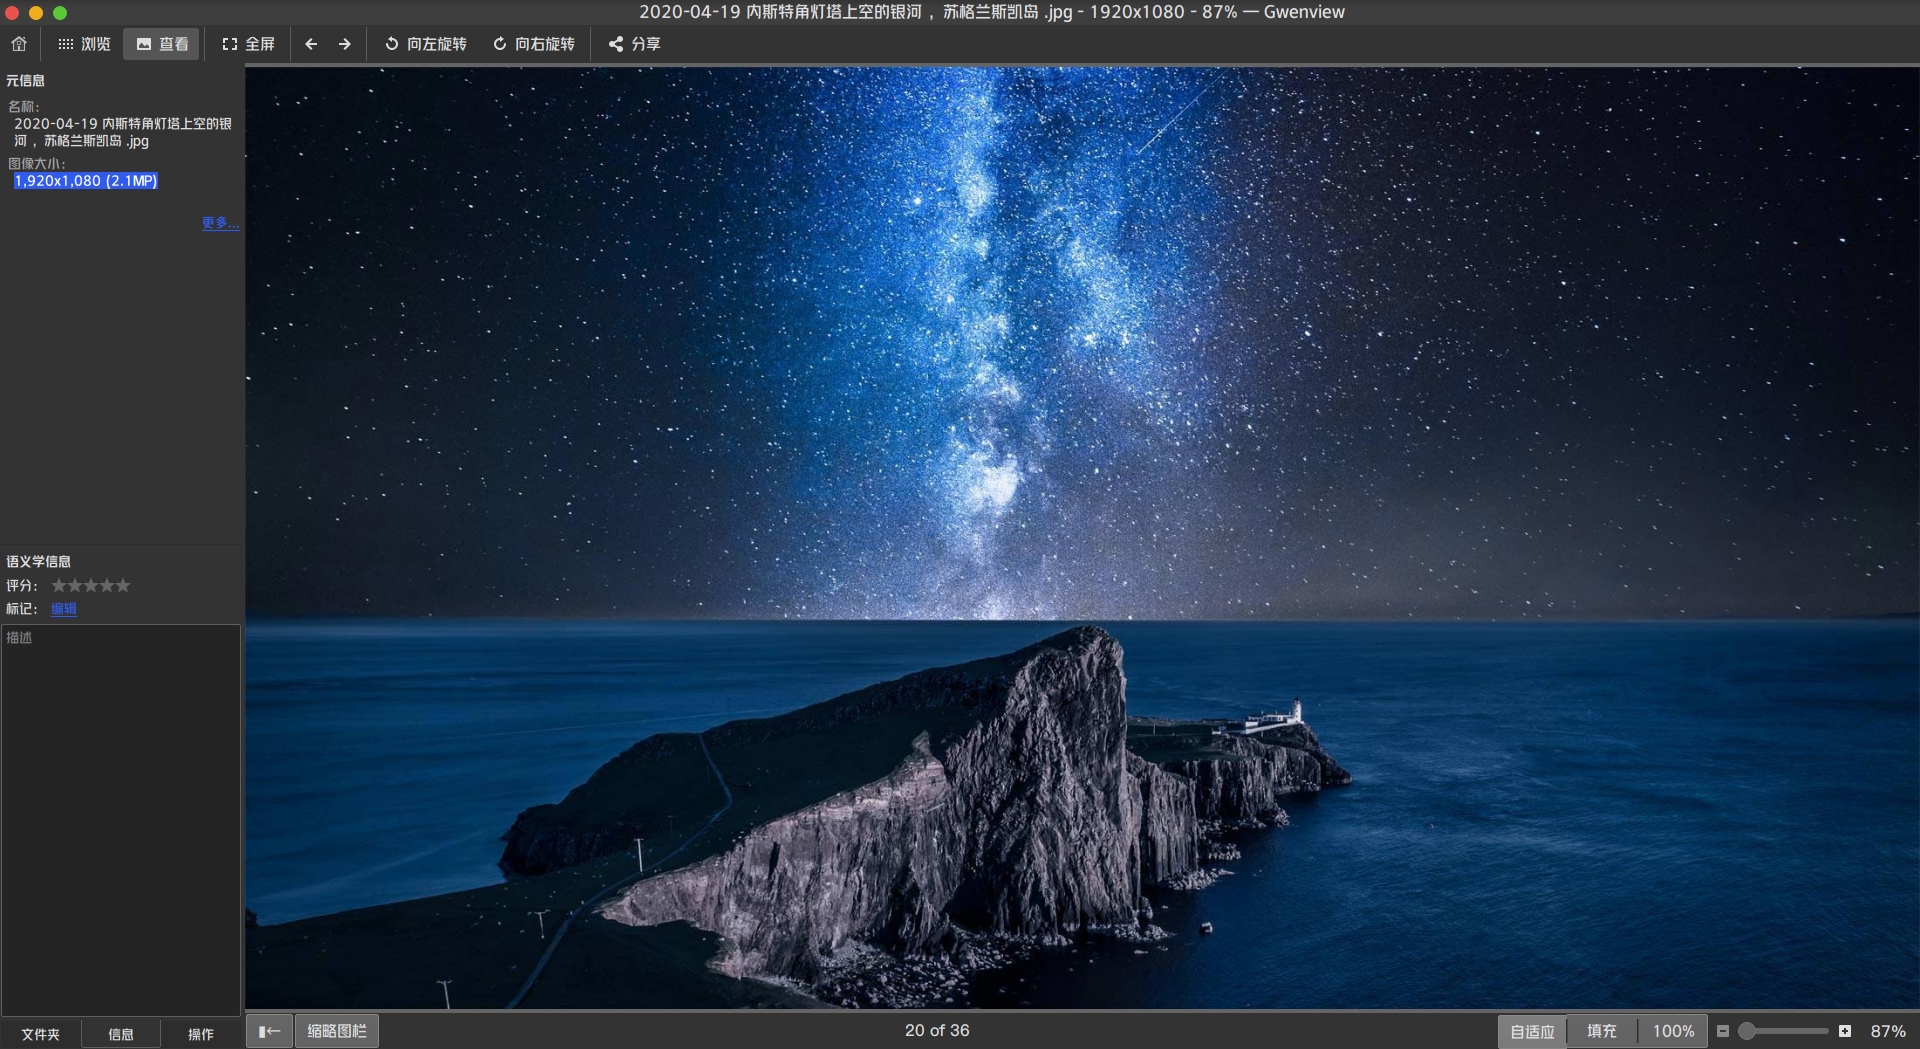 2020-04-19 内斯特角灯塔上空的银河 ，苏格兰斯凯岛 .jpg - 1920x1080 - 87% — Gwenview
浏览 查看 全屏 向左旋转 向右旋转 分享
元信息
名称：
2020-04-19 内斯特角灯塔上空的银
河 ，苏格兰斯凯岛 .jpg
图像大小：
1,920x1,080 (2.1MP)
更多...
语义学信息
评分：
标记： 编辑
描述
文件夹 信息 操作 缩略图栏 20 of 36 自适应 填充 100% 87%